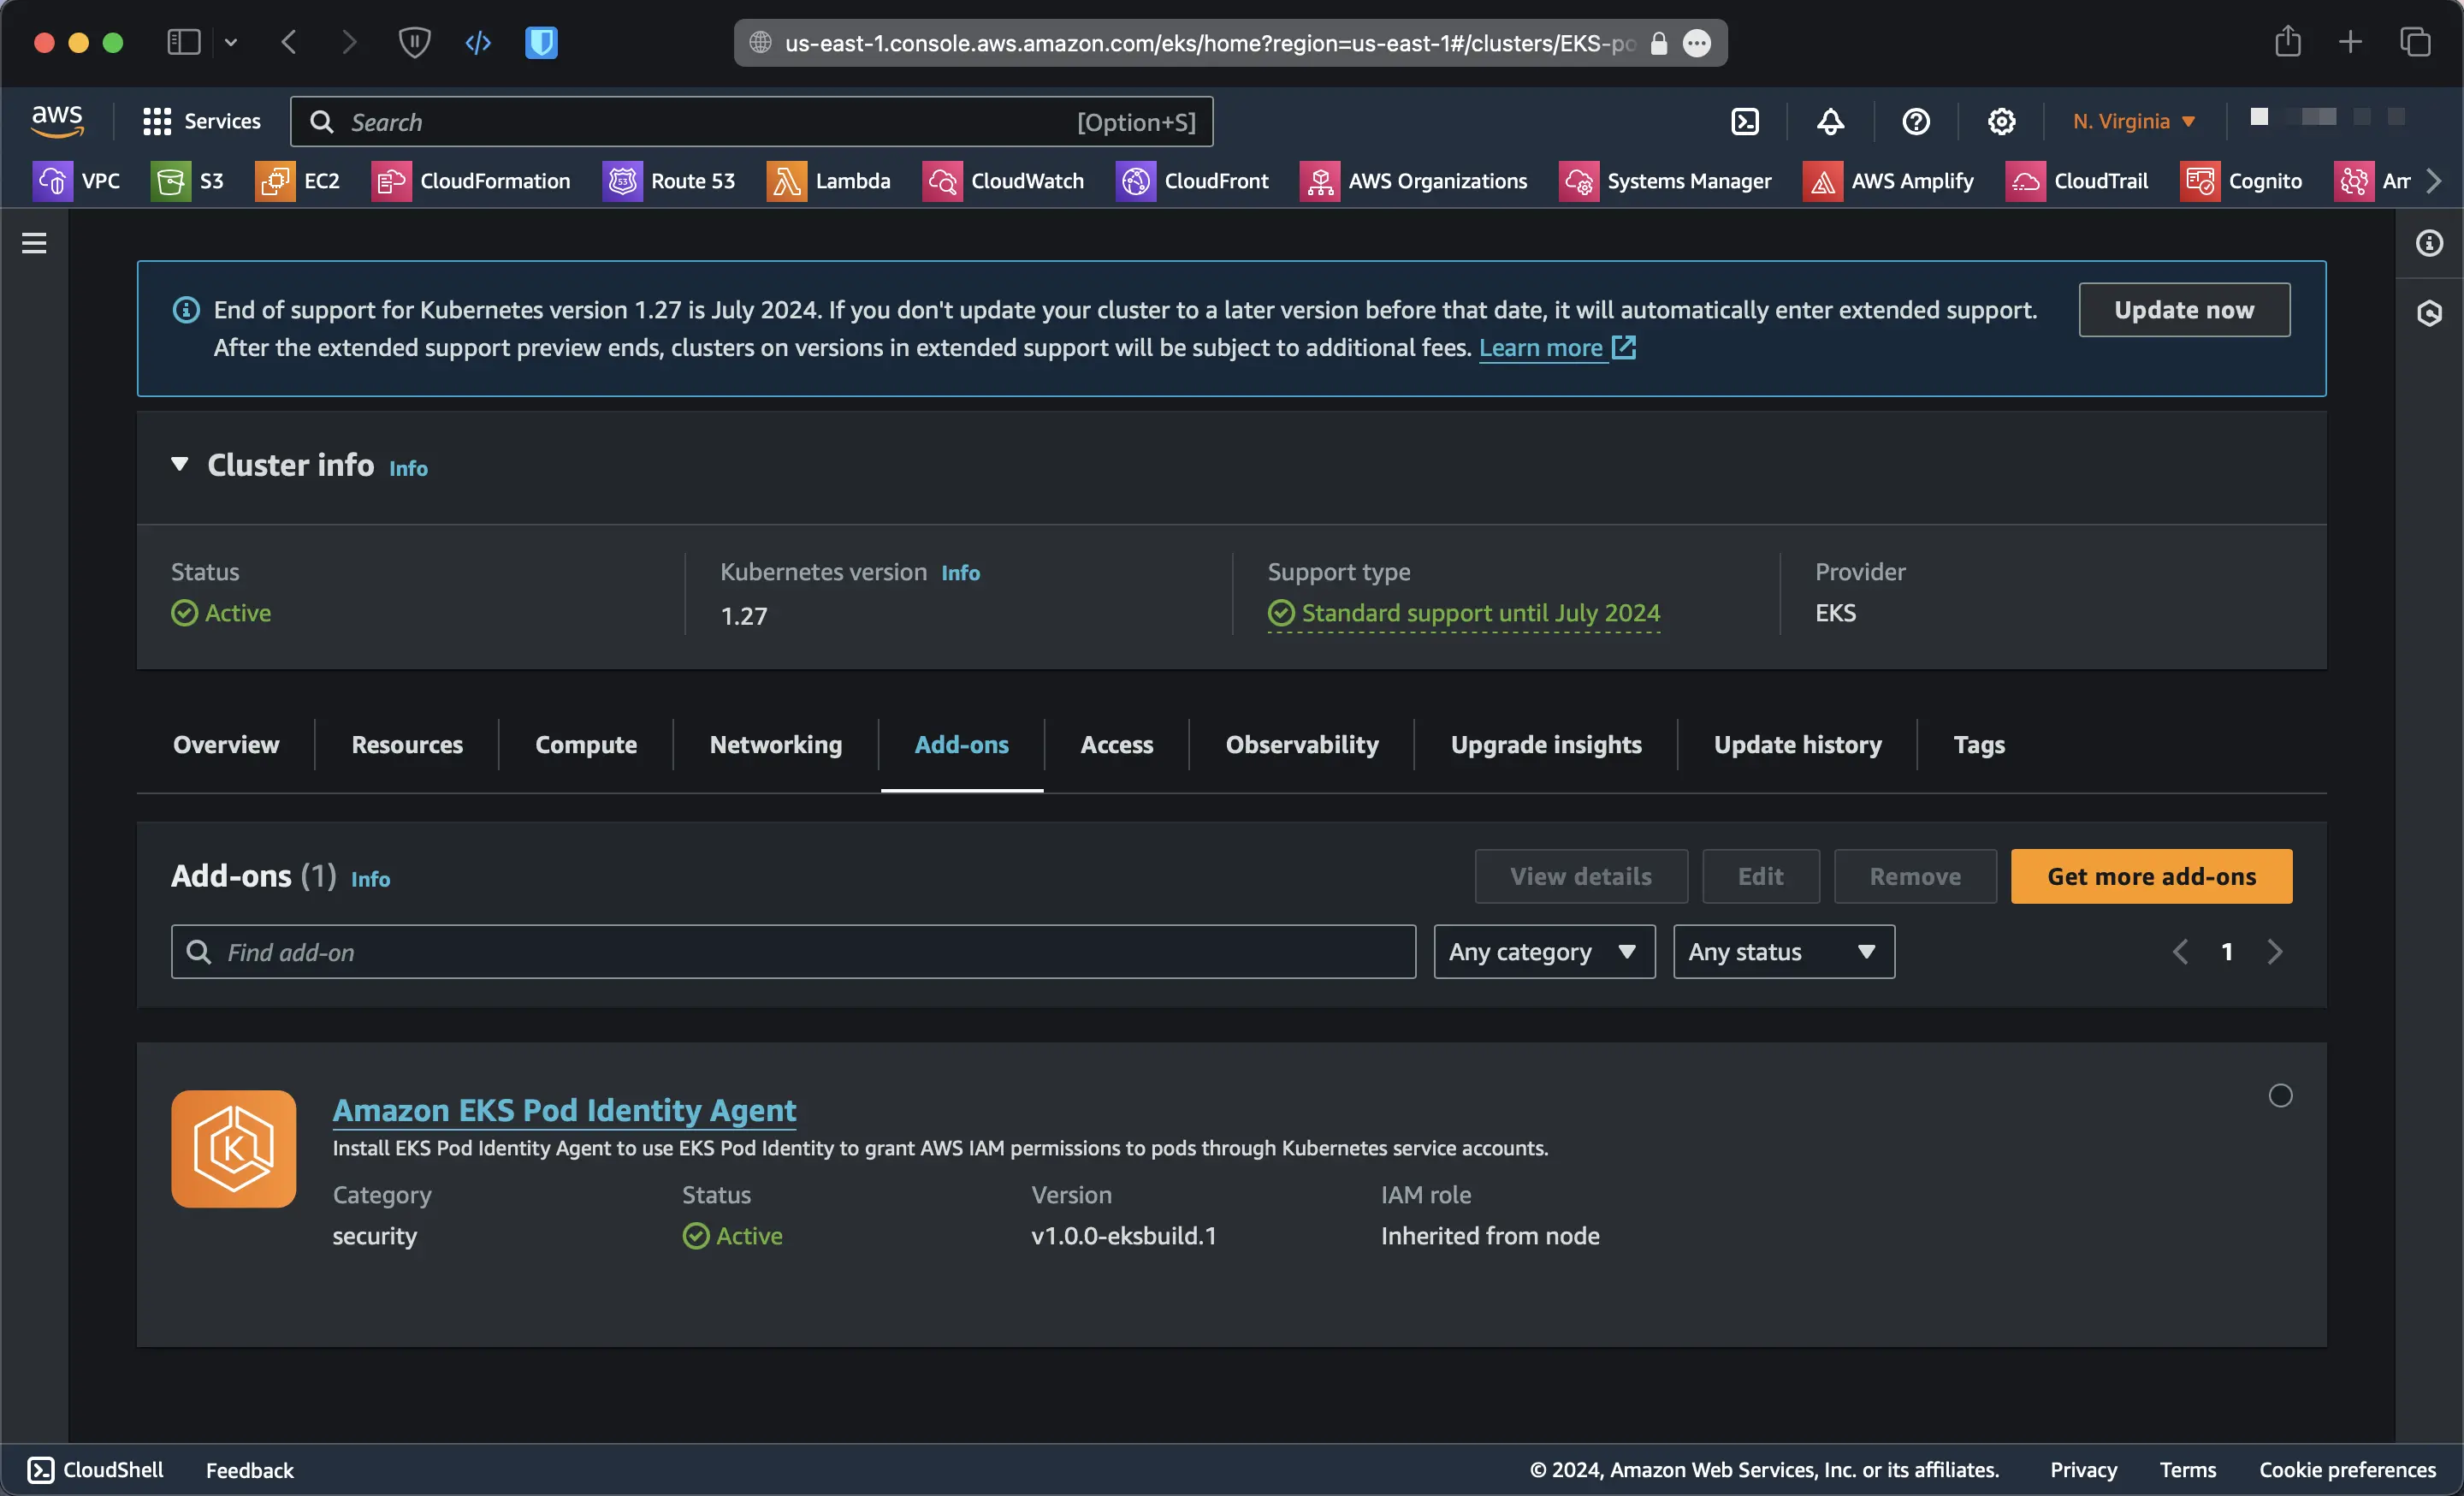 us-east-1.console.aws.amazon.com/eks/home?region=us-east-1#/clusters/EKS-po
aws
Services
Search
[Option+S]
N. Virginia
VPC
S3
EC2
CloudFormation
Route 53
Lambda
CloudWatch
CloudFront
AWS Organizations
Systems Manager
AWS Amplify
CloudTrail
Cognito
Am
End of support for Kubernetes version 1.27 is July 2024. If you don't update your cluster to a later version before that date, it will automatically enter extended support.
After the extended support preview ends, clusters on versions in extended support will be subject to additional fees. Learn more
Update now
Cluster info Info
Status
Active
Kubernetes version Info
1.27
Support type
Standard support until July 2024
Provider
EKS
Overview
Resources
Compute
Networking
Add-ons
Access
Observability
Upgrade insights
Update history
Tags
Add-ons (1) Info
View details
Edit
Remove
Get more add-ons
Find add-on
Any category
Any status
1
K
Amazon EKS Pod Identity Agent
Install EKS Pod Identity Agent to use EKS Pod Identity to grant AWS IAM permissions to pods through Kubernetes service accounts.
Category
security
Status
Active
Version
v1.0.0-eksbuild.1
IAM role
Inherited from node
CloudShell
Feedback
© 2024, Amazon Web Services, Inc. or its affiliates.
Privacy
Terms
Cookie preferences